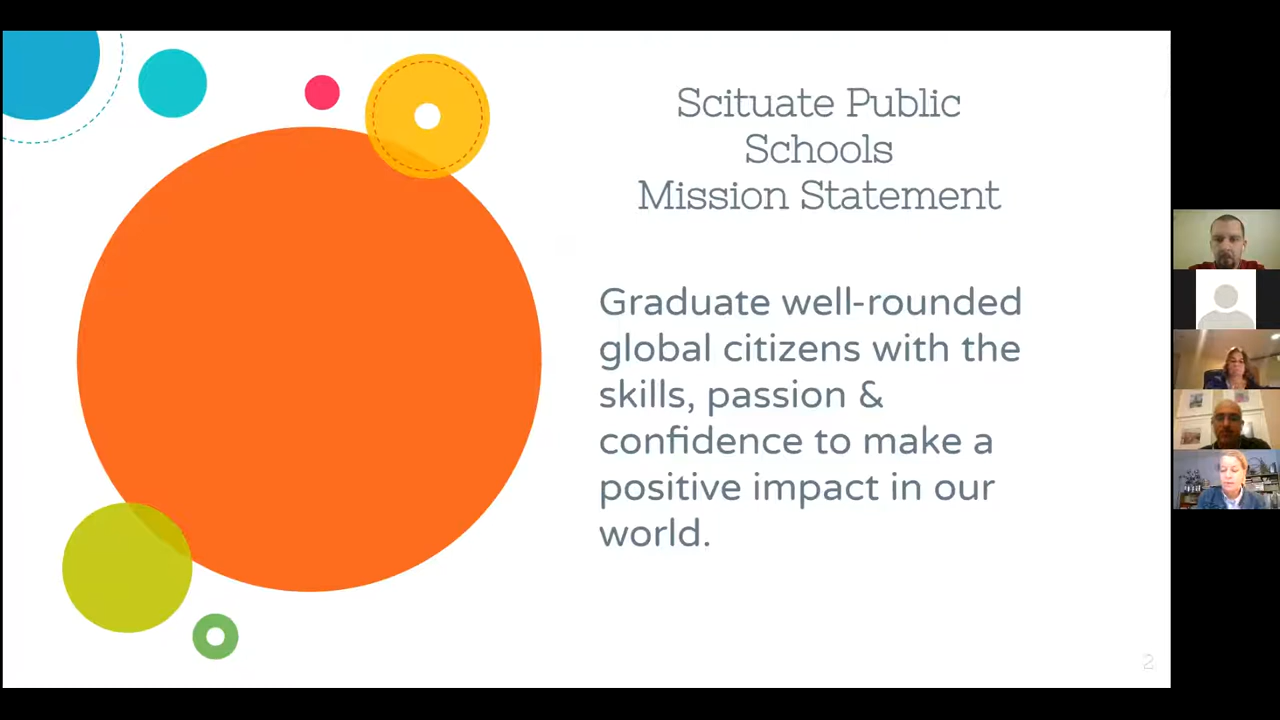 Scituate Public
Schools
Mission Statement
Graduate well-rounded
global citizens with the
skills, passion &
confidence to make a
positive impact in our
world.
2